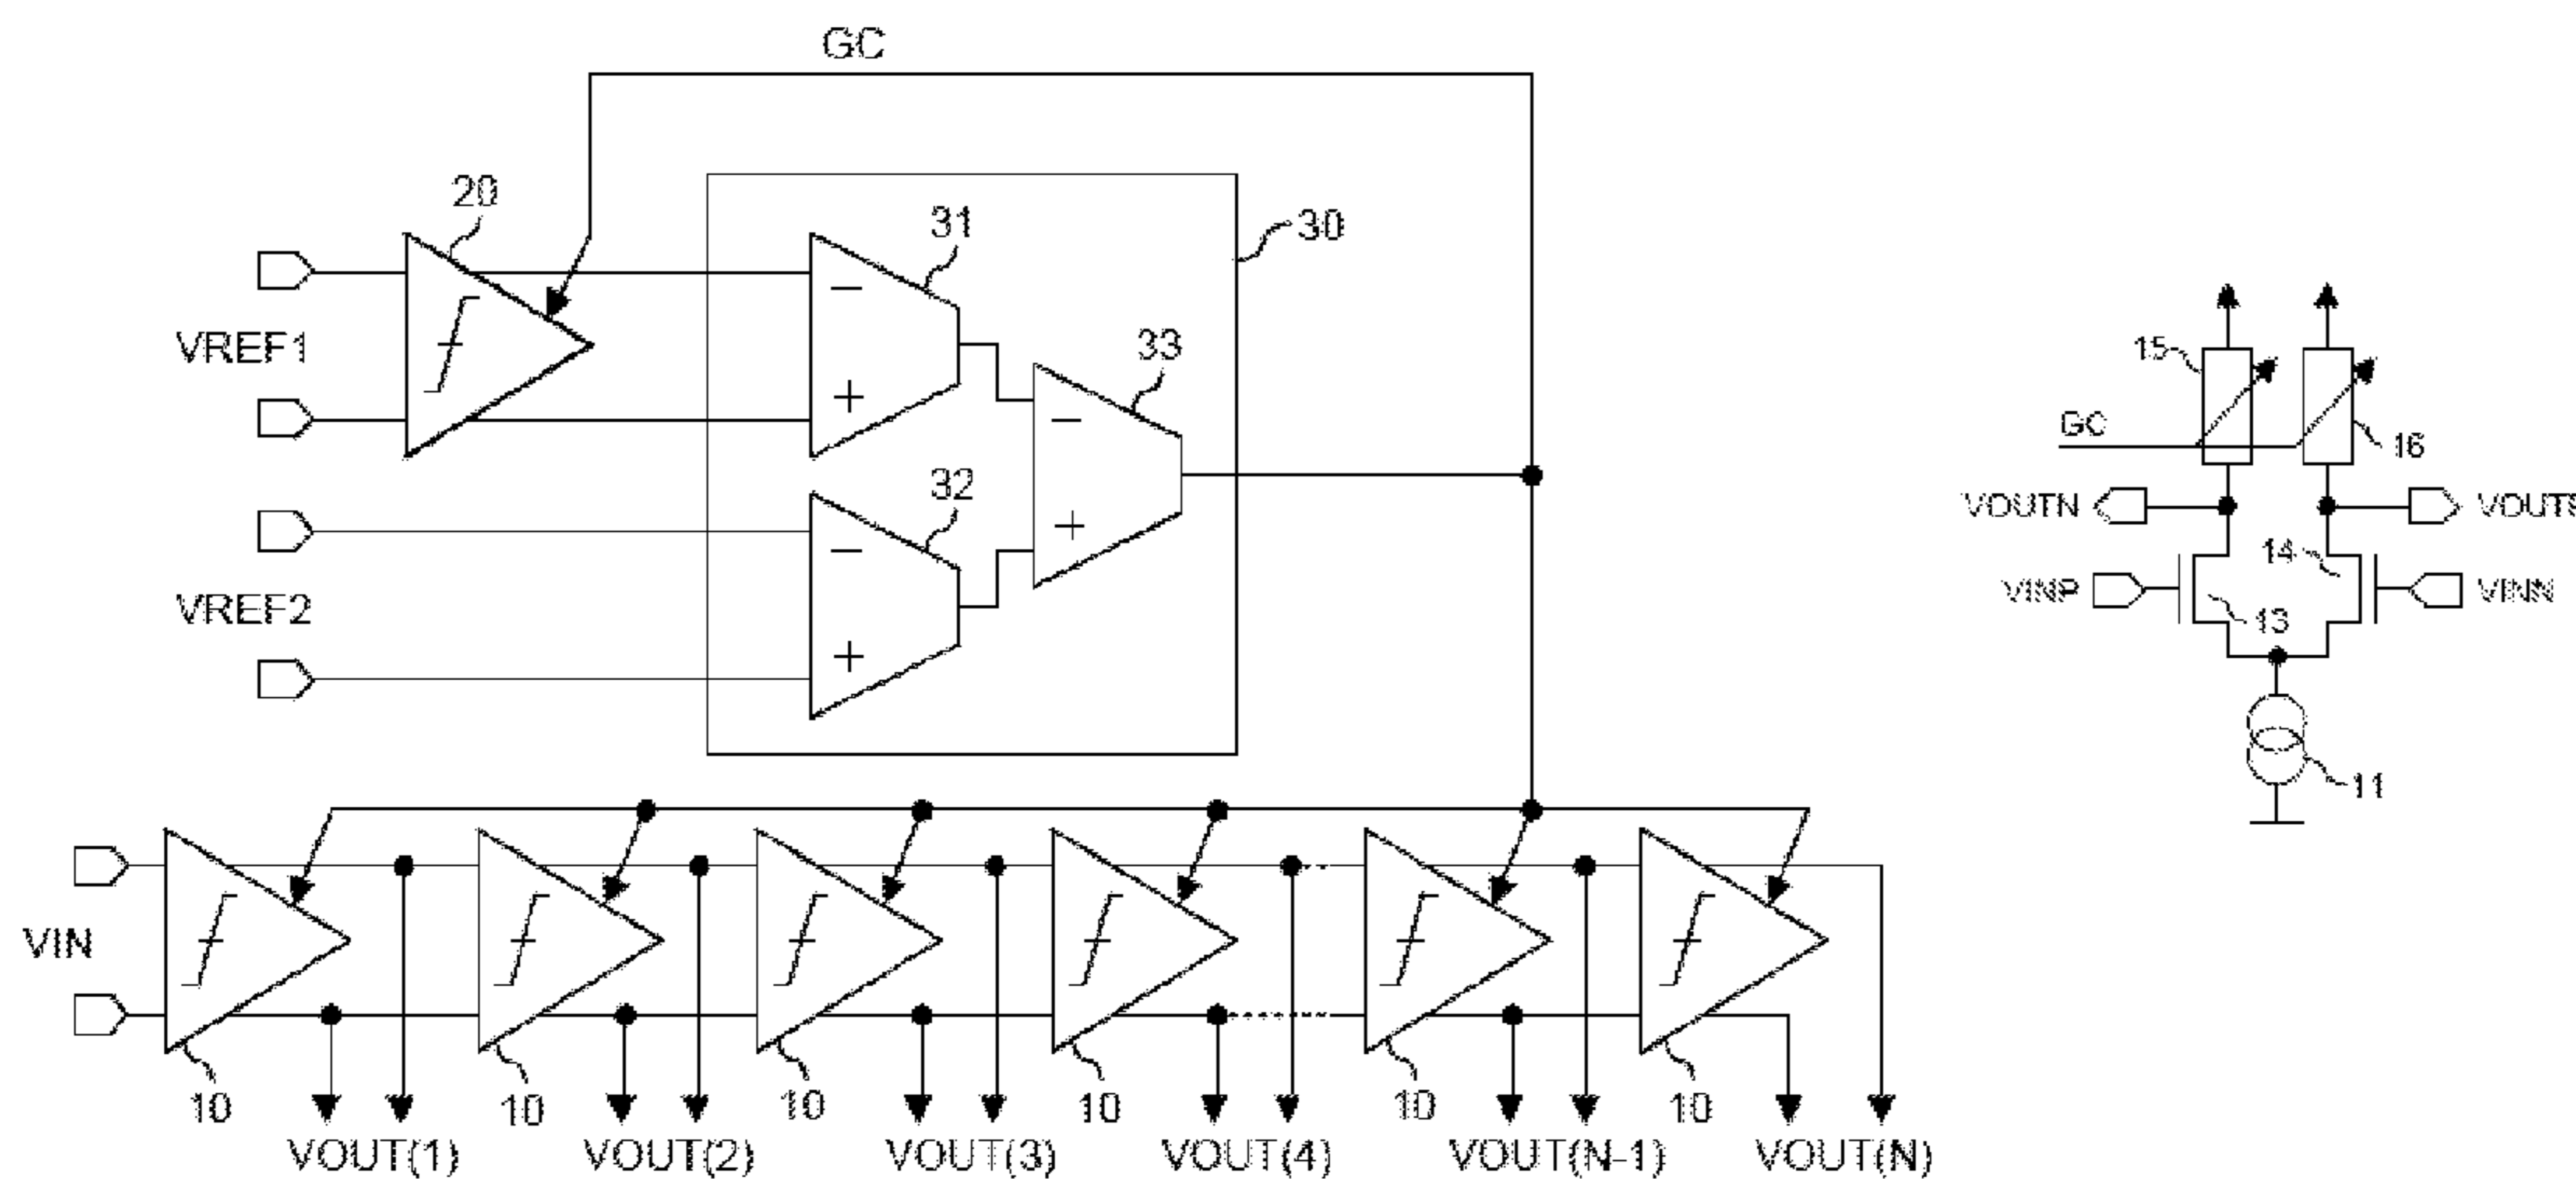 GC
20
31
30
VREF1
33
32
VREF2
VIN
10
10
10
10
10
10
VOUT(1)
VOUT(2)
VOUT(3)
VOUT(4)
VOUT(N-1)
VOUT(N)
15
GC
16
VOUTN
14
VINP
VINN
13
11